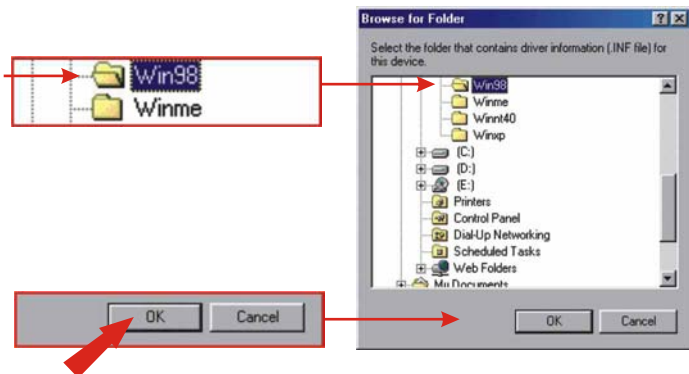 Win98
Winme
OK Cancel
Browse for Folder
Select the folder that contains driver information (.INF file) for
this device.
Win98
Winme
Winnt40
Winxp
(C:)
(D:)
(E:)
Printers
Control Panel
Dial-Up Networking
Scheduled Tasks
Web Folders
My Documents
OK Cancel